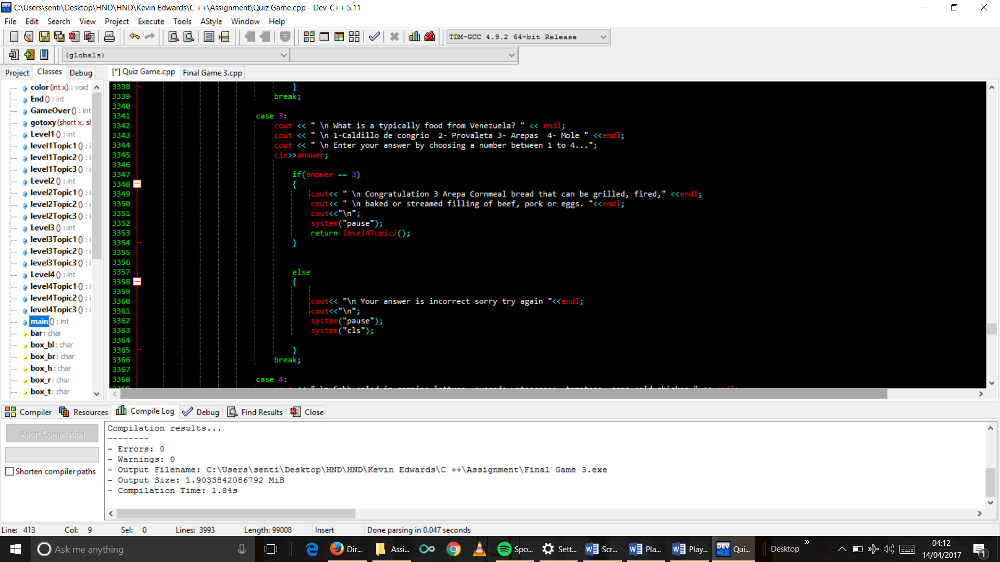 C:\Users\senti\Desktop\HND\HND\Kevin Edwards\C ++\Assignment\Quiz Game.cpp - Dev-C++ 5.11
File Edit Search View Project Execute Tools AStyle Window Help
TDM-GCC 4.9.2 64-bit Release
(globals)
Project Classes Debug
[*] Quiz Game.cpp Final Game 3.cpp
color (int x) : void
End () : int
GameOver () : int
gotoxy (short x, sh
Level1 () : int
level1Topic1 () : i
level1Topic2 () : i
level1Topic3 () : i
Level2 () : int
level2Topic1 () : i
level2Topic2 () : i
level2Topic3 () : i
Level3 () : int
level3Topic1 () : i
level3Topic2 () : i
level3Topic3 () : i
Level4 () : int
level4Topic1 () : i
level4Topic2 () : i
level4Topic3 () : i
main () : int
bar : char
box_bl : char
box_br : char
box_h : char
box_r : char
box_t : char
3338 }
3339 break;
3340
3341 case 3:
3342 cout << " \n What is a typically food from Venezuela? " << endl;
3343 cout << " \n 1-Caldillo de congrio  2- Provaleta 3- Arepas  4- Mole " <<endl;
3344 cout << " \n Enter your answer by choosing a number between 1 to 4...";
3345 cin>>answer;
3346
3347 if(answer == 3)
3348 {
3349 cout<< " \n Congratulation 3 Arepa Cornmeal bread that can be grilled, fired," <<endl;
3350 cout<< " \n baked or streamed filling of beef, pork or eggs. "<<endl;
3351 cout<<"\n";
3352 system("pause");
3353 return level4Topic2();
3354 }
3355
3356
3357 else
3358 {
3359
3360 cout<< "\n Your answer is incorrect sorry try again "<<endl;
3361 cout<<"\n";
3362 system("pause");
3363 system("cls");
3364
3365 }
3366 break;
3367
3368 case 4:
Compiler Resources Compile Log Debug Find Results Close
Abort Compilation
Shorten compiler paths
Compilation results...
--------
- Errors: 0
- Warnings: 0
- Output Filename: C:\Users\senti\Desktop\HND\HND\Kevin Edwards\C ++\Assignment\Final Game 3.exe
- Output Size: 1.9033842086792 MiB
- Compilation Time: 1.84s
Line: 413 Col: 9 Sel: 0 Lines: 3993 Length: 99008 Insert Done parsing in 0.047 seconds
Ask me anything
Dir... Assi... Spo... Sett... Scr... Pla... Play... DEV Qui... Desktop
04:12
14/04/2017
1